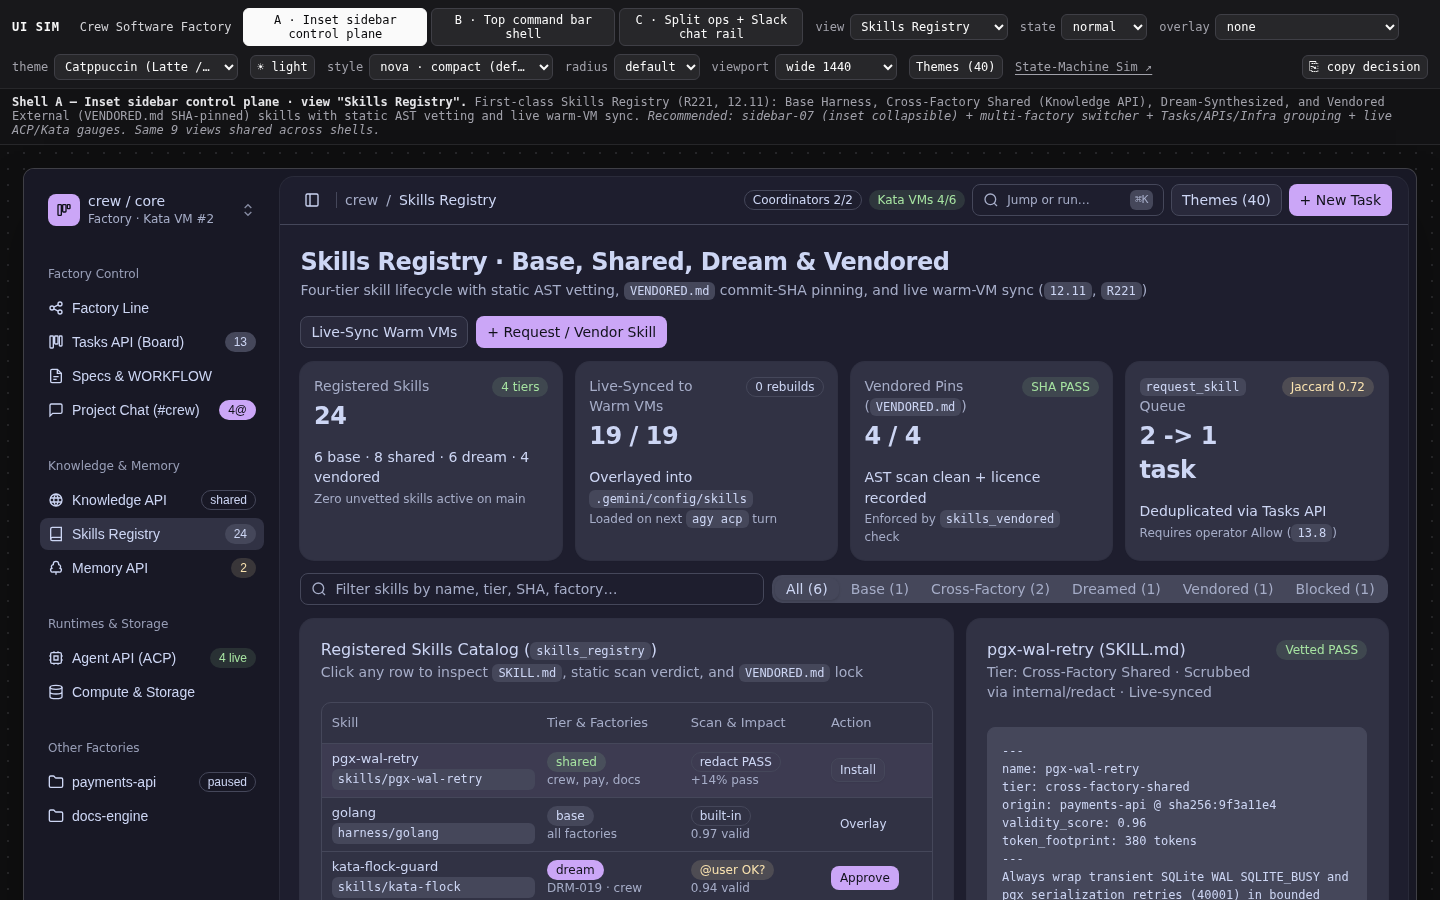 UI SIM Crew Software Factory A · Inset sidebar control plane B · Top command bar shell C · Split ops + Slack chat rail view Skills Registry state normal overlay none
theme Catppuccin (Latte /… ☀ light style nova · compact (def… radius default viewport wide 1440 Themes (40) State-Machine Sim ↗ ⎘ copy decision
Shell A — Inset sidebar control plane · view "Skills Registry". First-class Skills Registry (R221, 12.11): Base Harness, Cross-Factory Shared (Knowledge API), Dream-Synthesized, and Vendored
External (VENDORED.md SHA-pinned) skills with static AST vetting and live warm-VM sync. Recommended: sidebar-07 (inset collapsible) + multi-factory switcher + Tasks/APIs/Infra grouping + live
ACP/Kata gauges. Same 9 views shared across shells.
crew / core
Factory · Kata VM #2
Factory Control
Factory Line
Tasks API (Board) 13
Specs & WORKFLOW
Project Chat (#crew) 4@
Knowledge & Memory
Knowledge API shared
Skills Registry 24
Memory API 2
Runtimes & Storage
Agent API (ACP) 4 live
Compute & Storage
Other Factories
payments-api paused
docs-engine
crew / Skills Registry Coordinators 2/2 Kata VMs 4/6 Jump or run… ⌘K Themes (40) + New Task
Skills Registry · Base, Shared, Dream & Vendored
Four-tier skill lifecycle with static AST vetting, VENDORED.md commit-SHA pinning, and live warm-VM sync (12.11, R221)
Live-Sync Warm VMs + Request / Vendor Skill
Registered Skills 4 tiers
24
6 base · 8 shared · 6 dream · 4
vendored
Zero unvetted skills active on main
Live-Synced to 0 rebuilds
Warm VMs
19 / 19
Overlayed into
.gemini/config/skills
Loaded on next agy acp turn
Vendored Pins SHA PASS
(VENDORED.md)
4 / 4
AST scan clean + licence
recorded
Enforced by skills_vendored
check
request_skill Jaccard 0.72
Queue
2 -> 1
task
Deduplicated via Tasks API
Requires operator Allow (13.8)
Filter skills by name, tier, SHA, factory… All (6) Base (1) Cross-Factory (2) Dreamed (1) Vendored (1) Blocked (1)
Registered Skills Catalog (skills_registry)
Click any row to inspect SKILL.md, static scan verdict, and VENDORED.md lock
Skill Tier & Factories Scan & Impact Action
pgx-wal-retry shared redact PASS Install
skills/pgx-wal-retry crew, pay, docs +14% pass
golang base built-in Overlay
harness/golang all factories 0.97 valid
kata-flock-guard dream @user OK? Approve
skills/kata-flock DRM-019 · crew 0.94 valid
pgx-wal-retry (SKILL.md) Vetted PASS
Tier: Cross-Factory Shared · Scrubbed
via internal/redact · Live-synced
---
name: pgx-wal-retry
tier: cross-factory-shared
origin: payments-api @ sha256:9f3a11e4
validity_score: 0.96
token_footprint: 380 tokens
---
Always wrap transient SQLite WAL SQLITE_BUSY and
pgx serialization retries (40001) in bounded